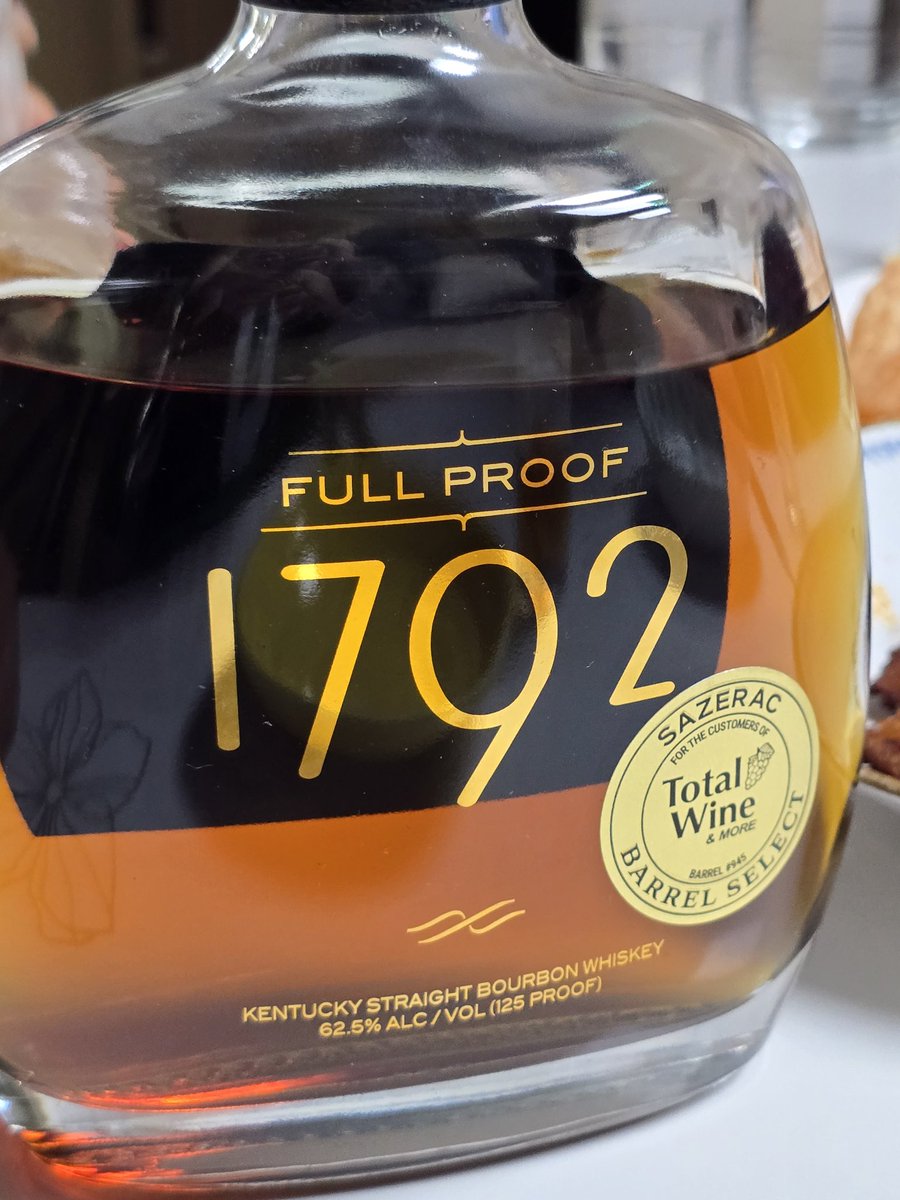 FULL PROOF
1792
SAZERAC
FOR THE CUSTOMERS OF
Total
Wine
& MORE
BARREL #945
BARREL SELECT
KENTUCKY STRAIGHT BOURBON WHISKEY
62.5% ALC / VOL (125 PROOF)